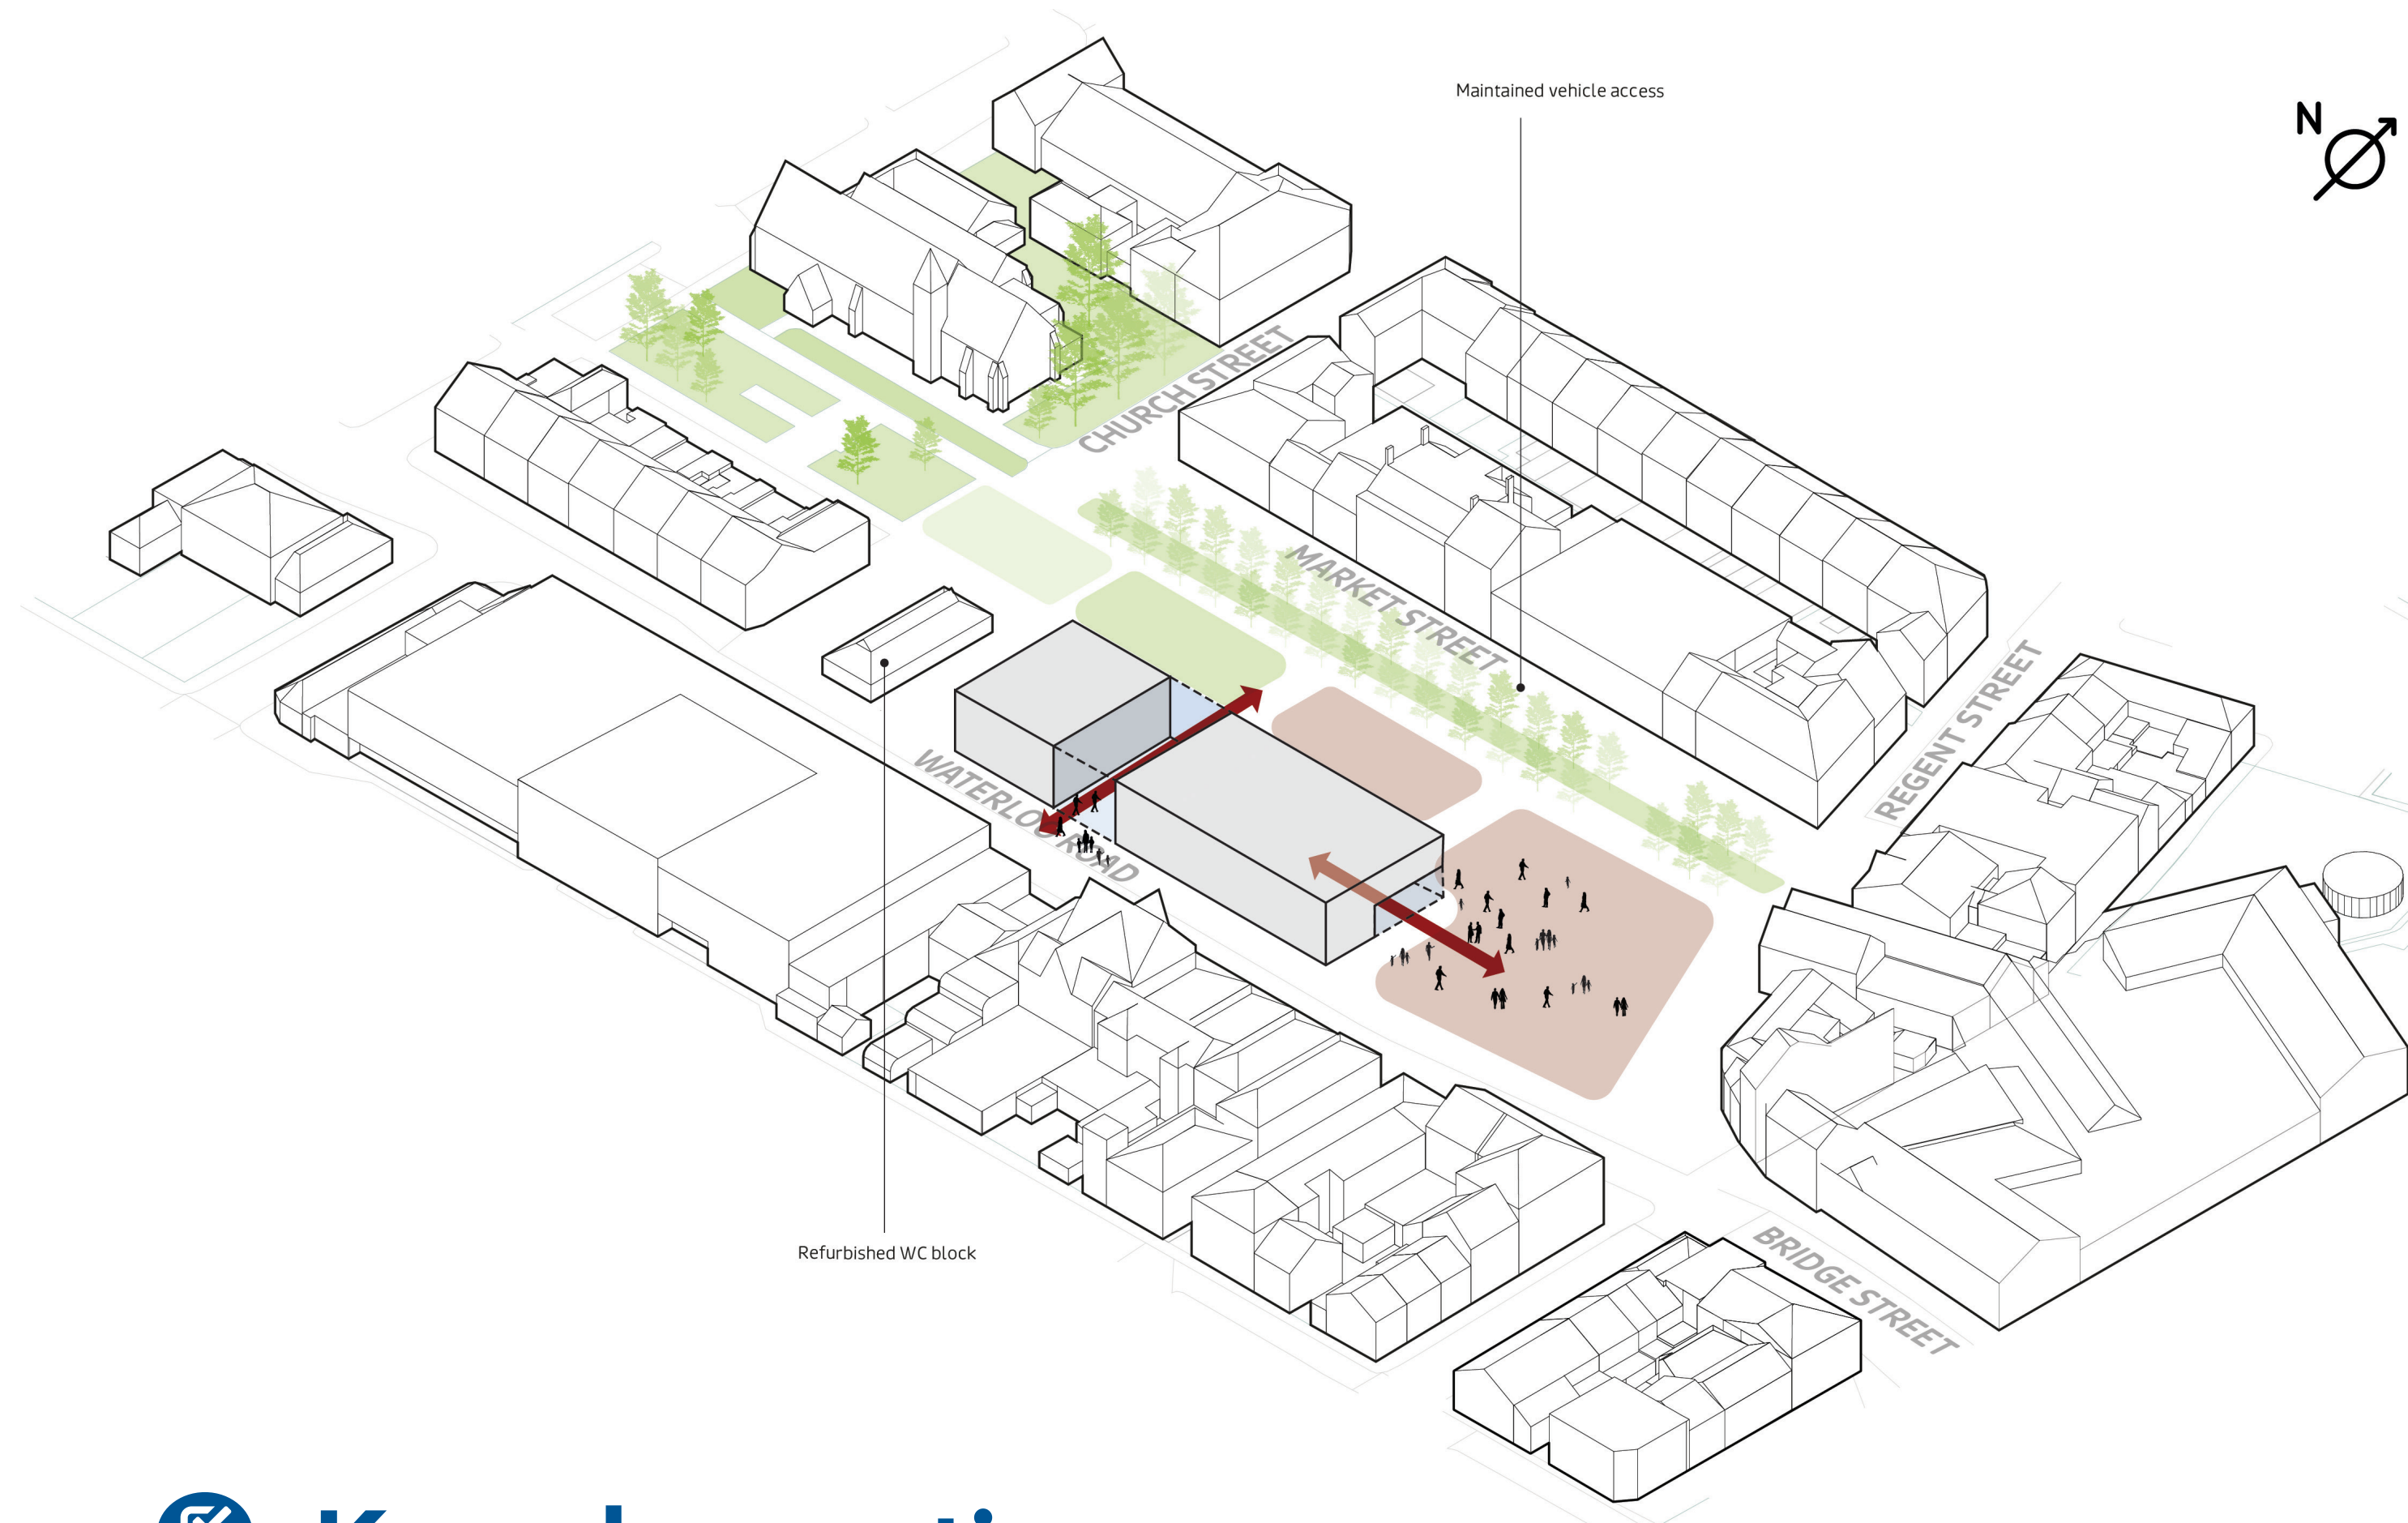 Maintained vehicle access
N
CHURCH STREET
MARKET STREET
REGENT STREET
WATERLOO ROAD
BRIDGE STREET
Refurbished WC block